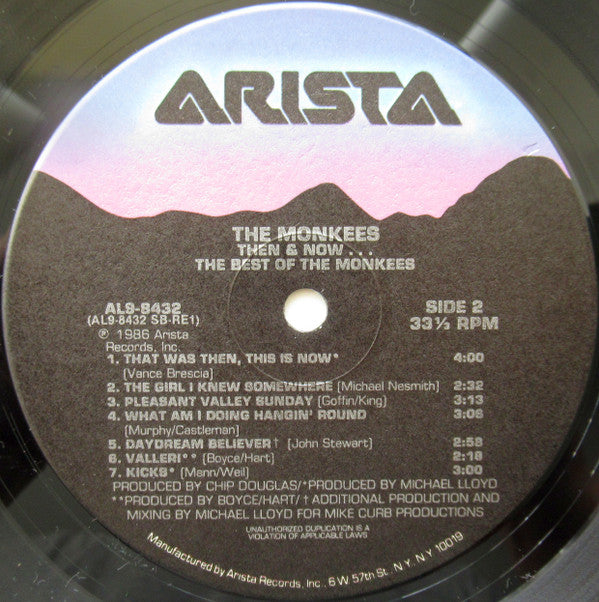 ARISTA
THE MONKEES
THEN & NOW . . .
THE BEST OF THE MONKEES
AL9-8432
(AL9-8432 SB-RE1)
℗ 1986 Arista
Records, Inc.
SIDE 2
33⅓ RPM
1. THAT WAS THEN, THIS IS NOW* 4:00
(Vance Brescia)
2. THE GIRL I KNEW SOMEWHERE (Michael Nesmith) 2:32
3. PLEASANT VALLEY SUNDAY (Goffin/King) 3:13
4. WHAT AM I DOING HANGIN' ROUND 3:06
(Murphy/Castleman)
5. DAYDREAM BELIEVER† (John Stewart) 2:58
6. VALLERI** (Boyce/Hart) 2:18
7. KICKS* (Mann/Weil) 3:00
PRODUCED BY CHIP DOUGLAS/*PRODUCED BY MICHAEL LLOYD
**PRODUCED BY BOYCE/HART/ † ADDITIONAL PRODUCTION AND
MIXING BY MICHAEL LLOYD FOR MIKE CURB PRODUCTIONS
UNAUTHORIZED DUPLICATION IS A
VIOLATION OF APPLICABLE LAWS
Manufactured by Arista Records, Inc., 6 W 57th St., N.Y., N.Y. 10019